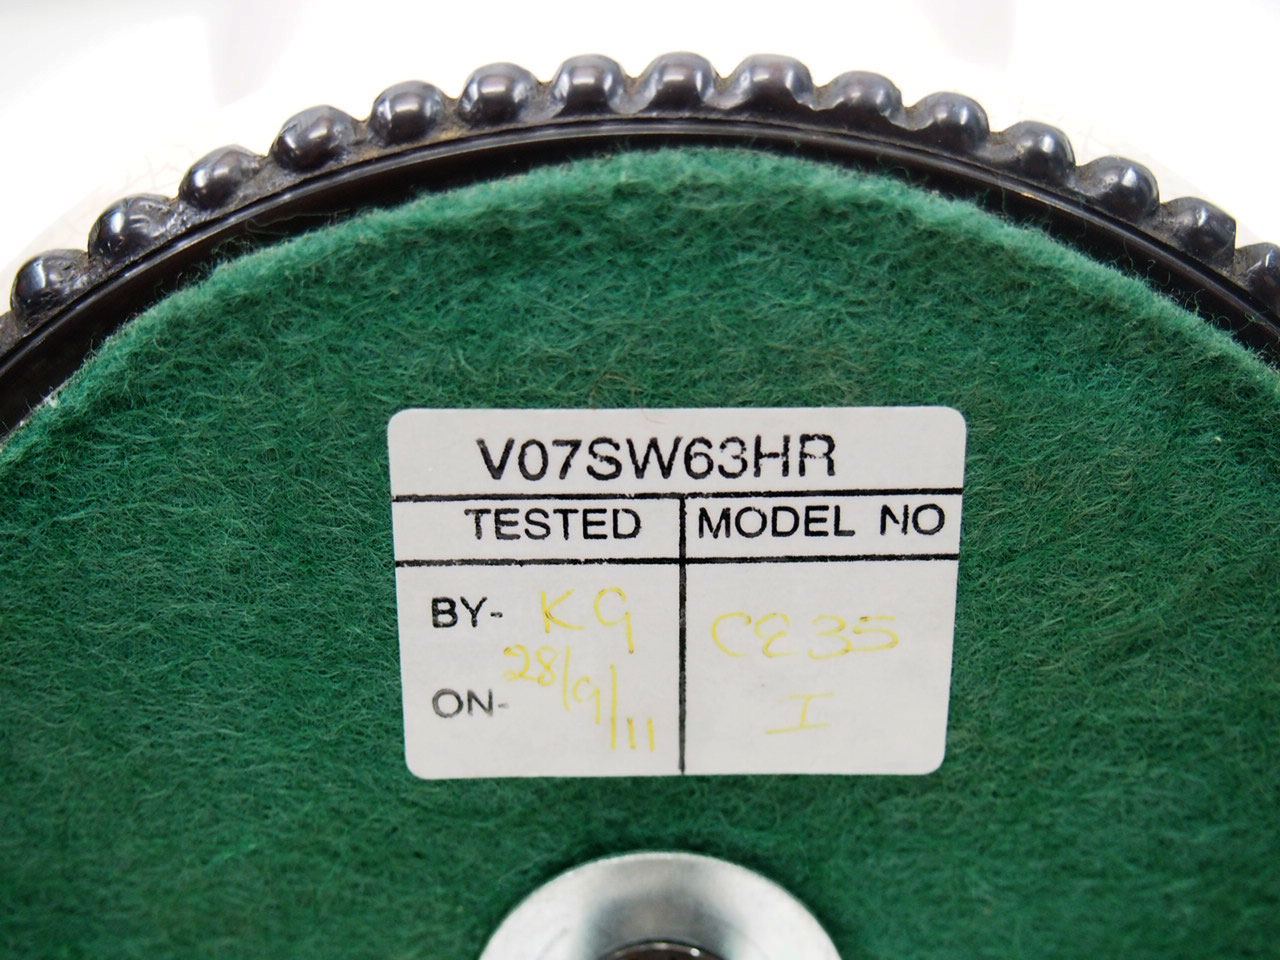 V07SW63HR
TESTED MODEL NO
BY- KG CE35
ON- 28/9/11 I